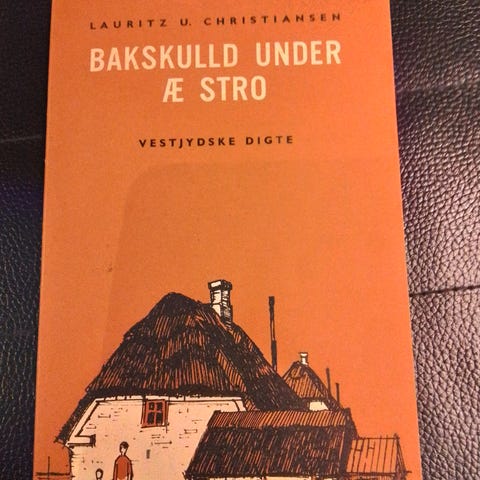 LAURITZ U. CHRISTIANSEN
BAKSKULLD UNDER
Æ STRO
VESTJYDSKE DIGTE